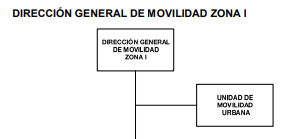 DIRECCIÓN GENERAL DE MOVILIDAD ZONA I
DIRECCIÓN GENERAL
DE MOVILIDAD
ZONA I
UNIDAD DE
MOVILIDAD
URBANA